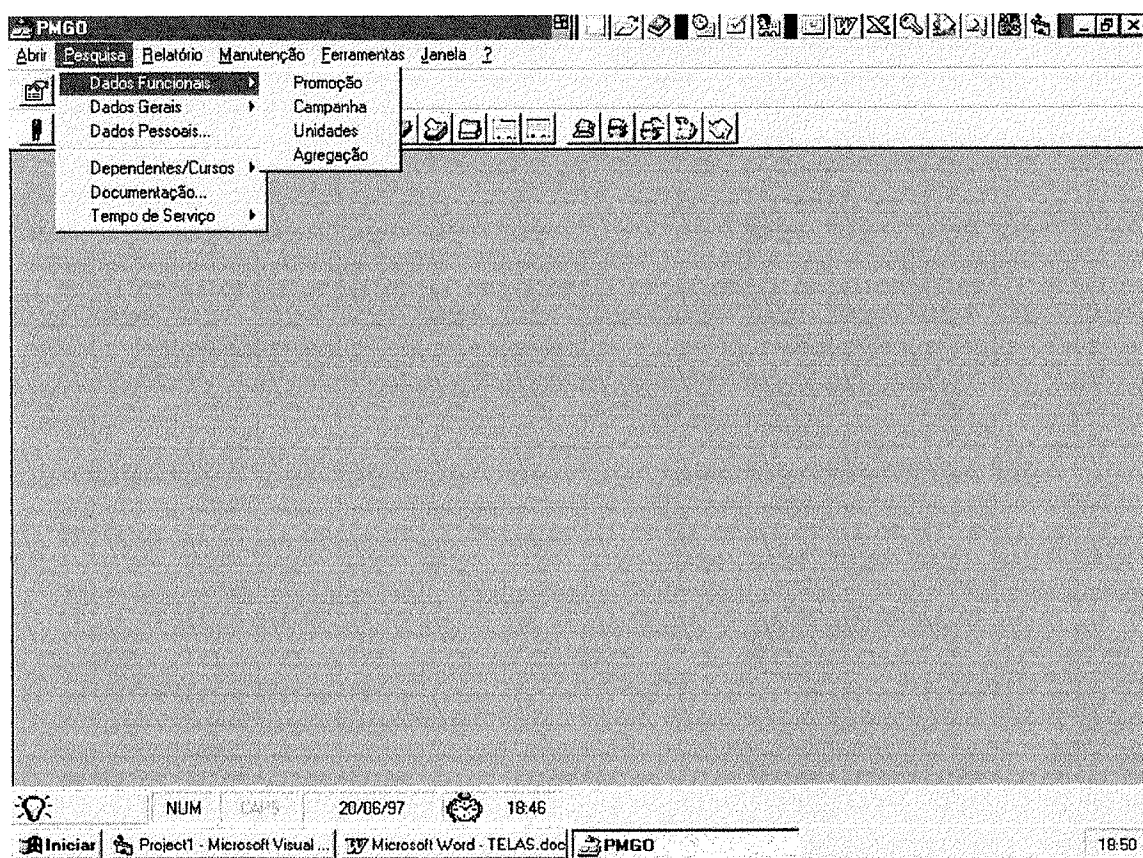 PMGO
Abrir Pesquisa Relatório Manutenção Ferramentas Janela ?
Dados Funcionais
Dados Gerais
Dados Pessoais...
Dependentes/Cursos
Documentação...
Tempo de Serviço
Promoção
Campanha
Unidades
Agregação
NUM CAPS 20/06/97 18:46
Iniciar Project1 - Microsoft Visual ... Microsoft Word - TELAS.doc PMGO 18:50